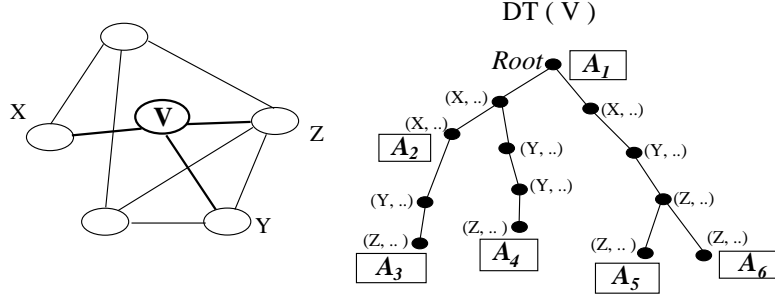 DT ( V )
Root
A1
X
V
Z
Y
(X, ..)
(X, ..)
(X, ..)
A2
(Y, ..)
(Y, ..)
(Y, ..)
(Y, ..)
(Z, ..)
(Z, .. )
(Z, .. )
(Z, .. )
(Z, ..)
A3
A4
A5
A6